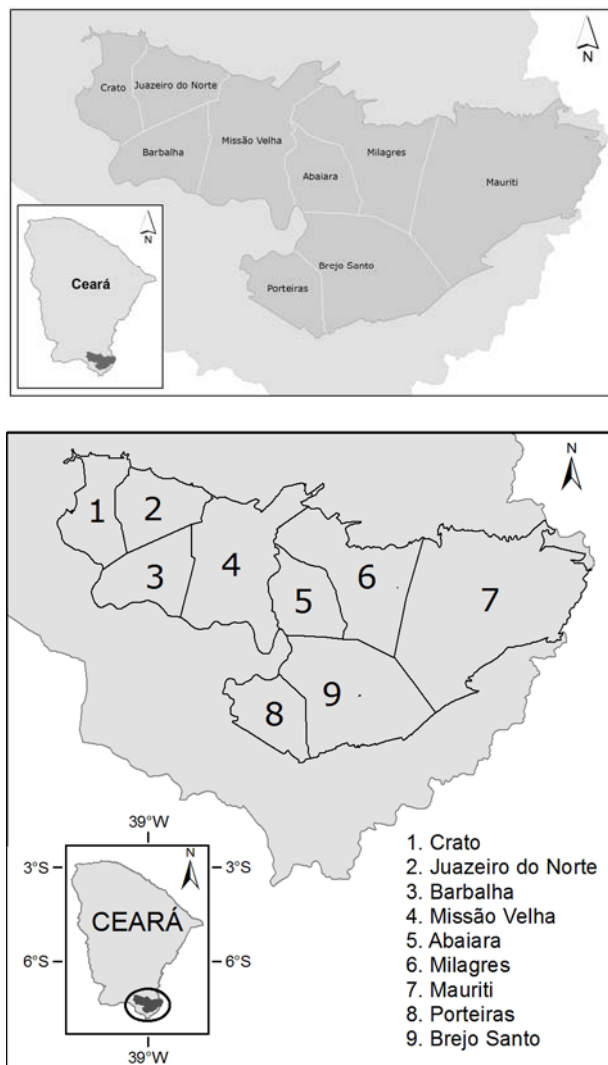 N
Crato
Juazeiro do Norte
Barbalha
Missão Velha
Milagres
Abaiara
Mauriti
N
Ceará
Brejo Santo
Porteiras
N
1
2
3
4
5
6
7
8
9
39°W
N
3°S
3°S
CEARÁ
6°S
6°S
39°W
1. Crato
2. Juazeiro do Norte
3. Barbalha
4. Missão Velha
5. Abaiara
6. Milagres
7. Mauriti
8. Porteiras
9. Brejo Santo